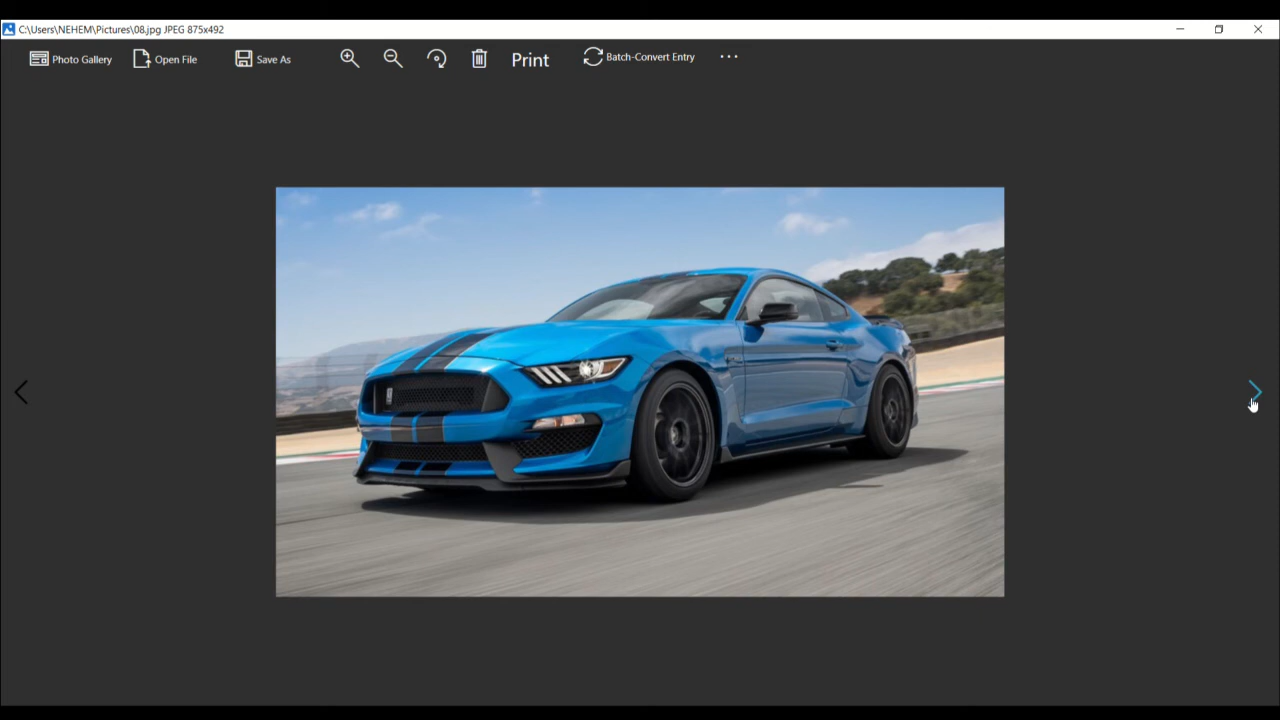 C:\Users\NEHEM\Pictures\08.jpg JPEG 875x492
Photo Gallery
Open File
Save As
Print
Batch-Convert Entry